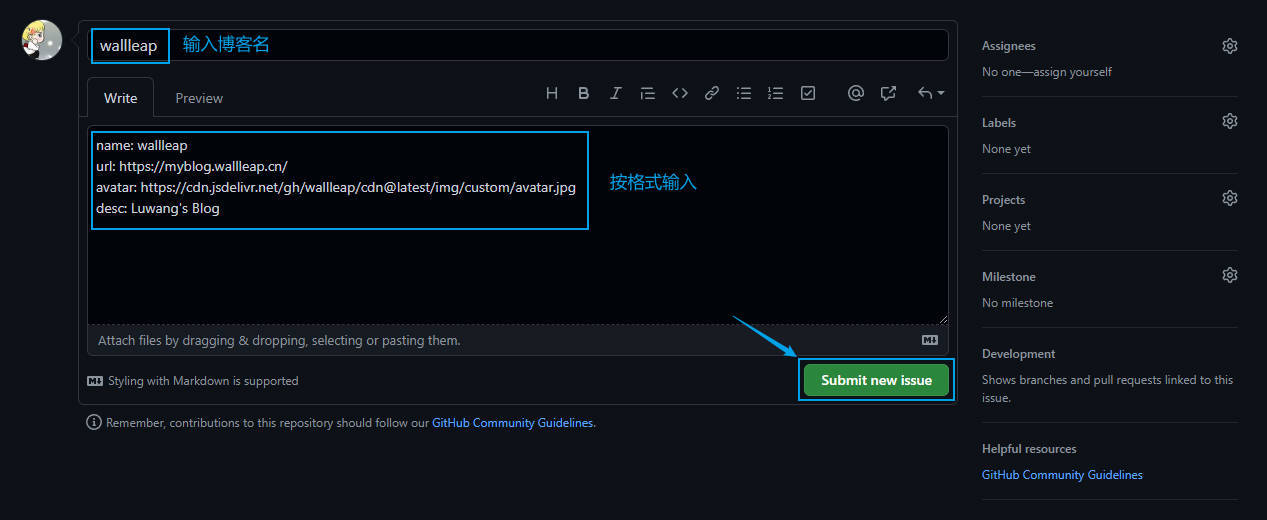 wallleap 输入博客名
Write Preview
name: wallleap
url: https://myblog.wallleap.cn/
avatar: https://cdn.jsdelivr.net/gh/wallleap/cdn@latest/img/custom/avatar.jpg
desc: Luwang's Blog
按格式输入
Attach files by dragging & dropping, selecting or pasting them.
Styling with Markdown is supported
Submit new issue
Remember, contributions to this repository should follow our GitHub Community Guidelines.
Assignees
No one—assign yourself
Labels
None yet
Projects
None yet
Milestone
No milestone
Development
Shows branches and pull requests linked to this
issue.
Helpful resources
GitHub Community Guidelines